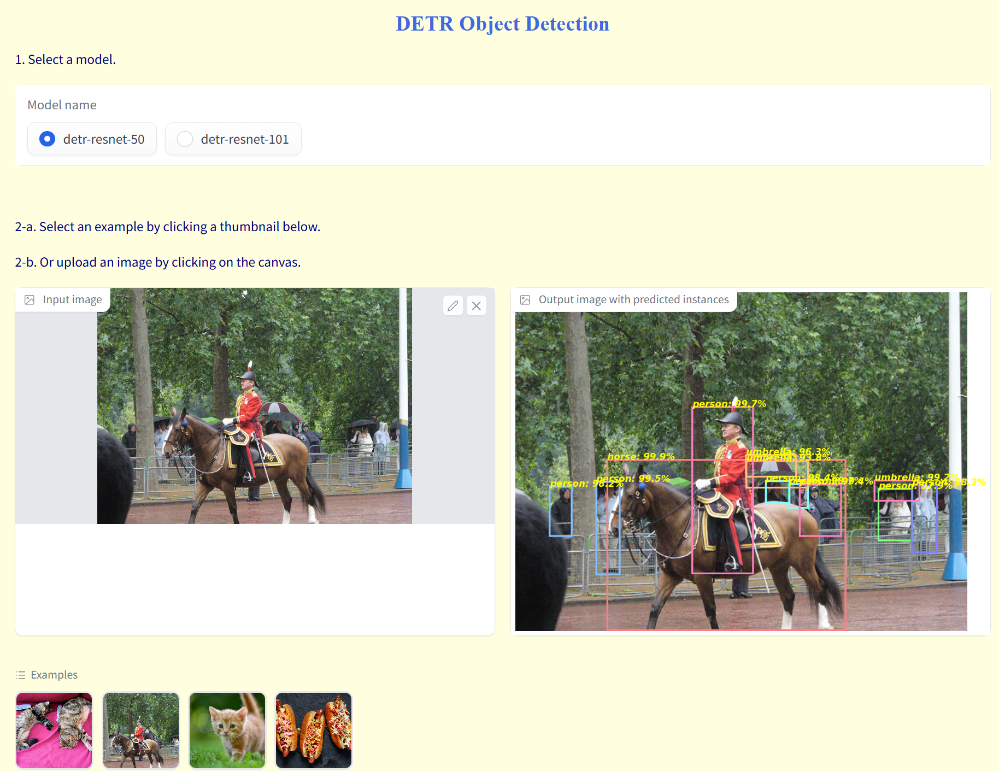 DETR Object Detection
1. Select a model.
Model name
detr-resnet-50
detr-resnet-101
2-a. Select an example by clicking a thumbnail below.
2-b. Or upload an image by clicking on the canvas.
Input image
Output image with predicted instances
person: 99.7%
umbrella: 96.3%
horse: 99.9%
umbrella: 93.8%
person: 99.5%
person: 98.4%
umbrella: 99.2%
person: 98.2%
person: 98.3%
person: 97.9%
Examples